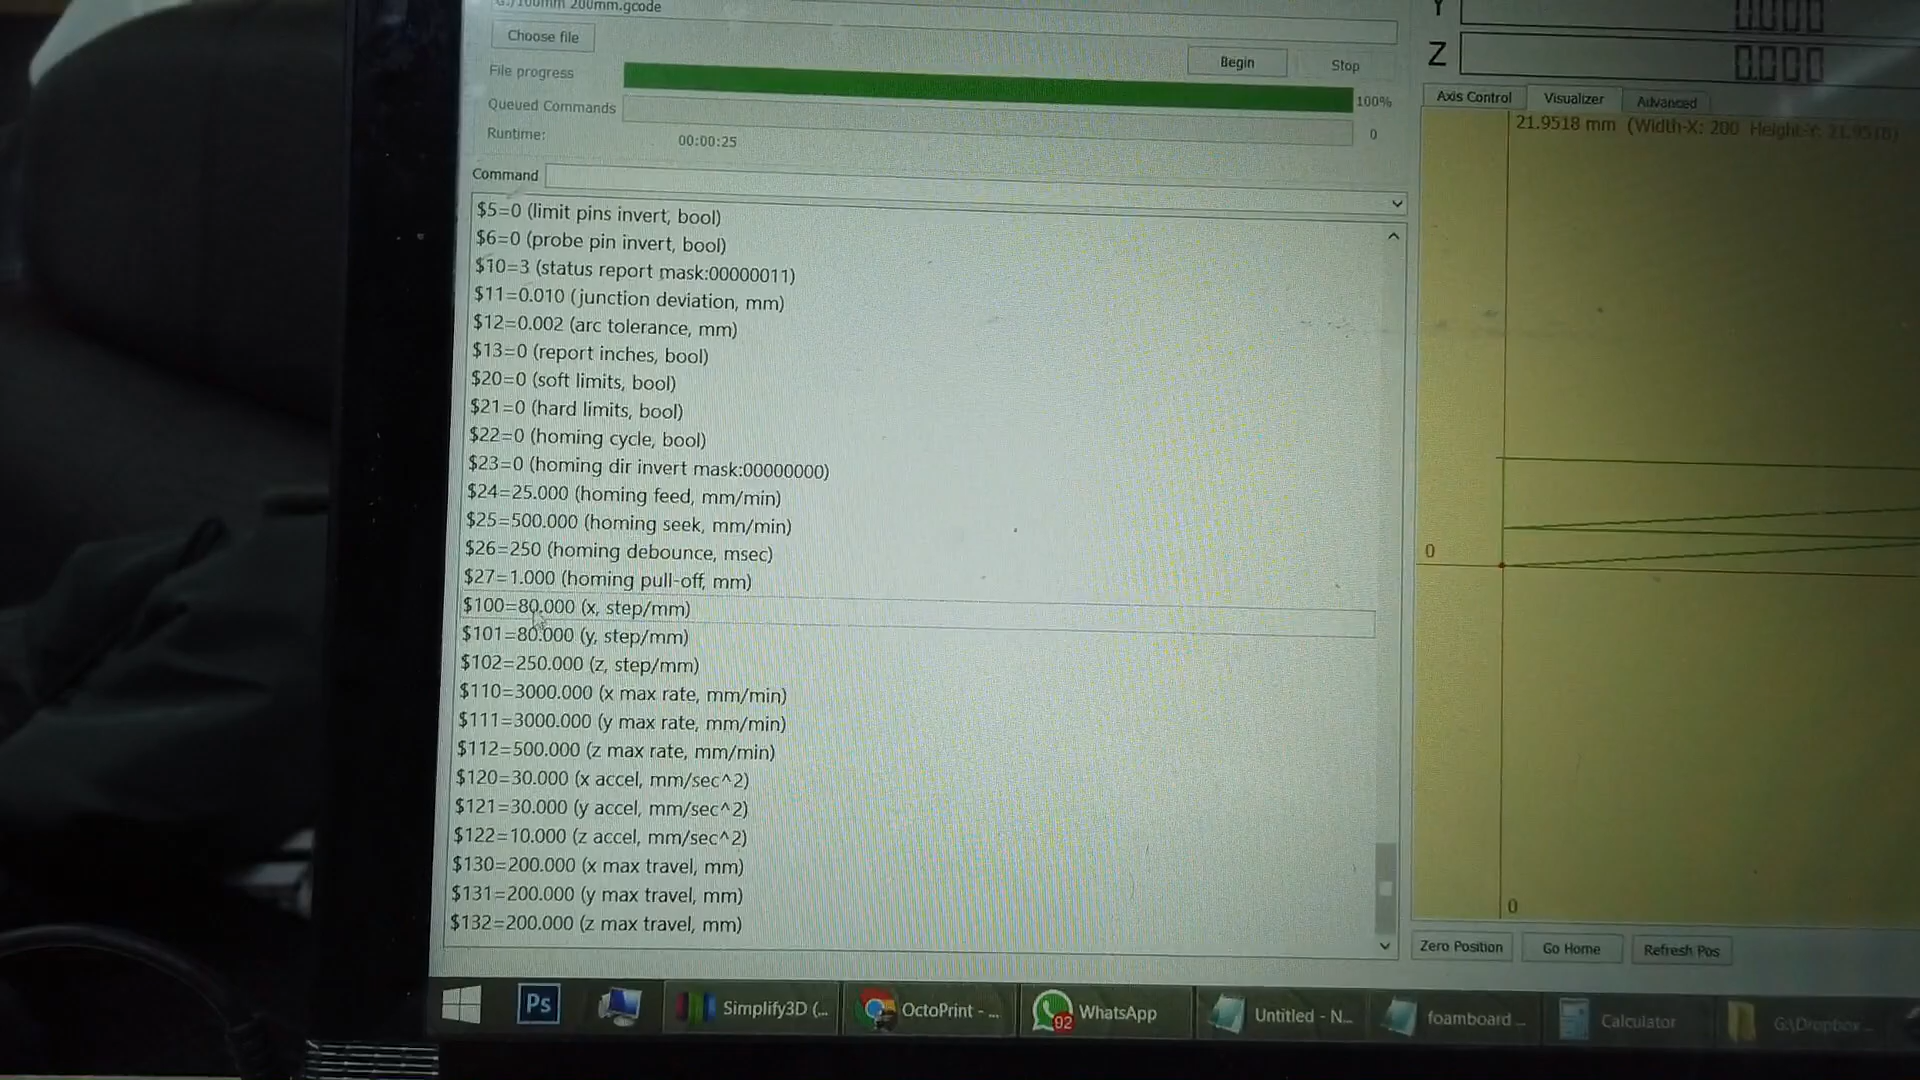 G:/100mm 200mm.gcode
Choose file
Begin
Stop
File progress
100%
Queued Commands
0
Runtime:
00:00:25
Command
$5=0 (limit pins invert, bool)
$6=0 (probe pin invert, bool)
$10=3 (status report mask:00000011)
$11=0.010 (junction deviation, mm)
$12=0.002 (arc tolerance, mm)
$13=0 (report inches, bool)
$20=0 (soft limits, bool)
$21=0 (hard limits, bool)
$22=0 (homing cycle, bool)
$23=0 (homing dir invert mask:00000000)
$24=25.000 (homing feed, mm/min)
$25=500.000 (homing seek, mm/min)
$26=250 (homing debounce, msec)
$27=1.000 (homing pull-off, mm)
$100=80.000 (x, step/mm)
$101=80.000 (y, step/mm)
$102=250.000 (z, step/mm)
$110=3000.000 (x max rate, mm/min)
$111=3000.000 (y max rate, mm/min)
$112=500.000 (z max rate, mm/min)
$120=30.000 (x accel, mm/sec^2)
$121=30.000 (y accel, mm/sec^2)
$122=10.000 (z accel, mm/sec^2)
$130=200.000 (x max travel, mm)
$131=200.000 (y max travel, mm)
$132=200.000 (z max travel, mm)
Y
Z 0.000
Axis Control
Visualizer
Advanced
21.9518 mm (Width-X: 200 Height-Y: 21.9518)
0
0
Zero Position
Go Home
Refresh Pos
Ps
Simplify3D (...
OctoPrint - ...
92
WhatsApp
Untitled - N...
foamboard ...
Calculator
G:\Dropbox...